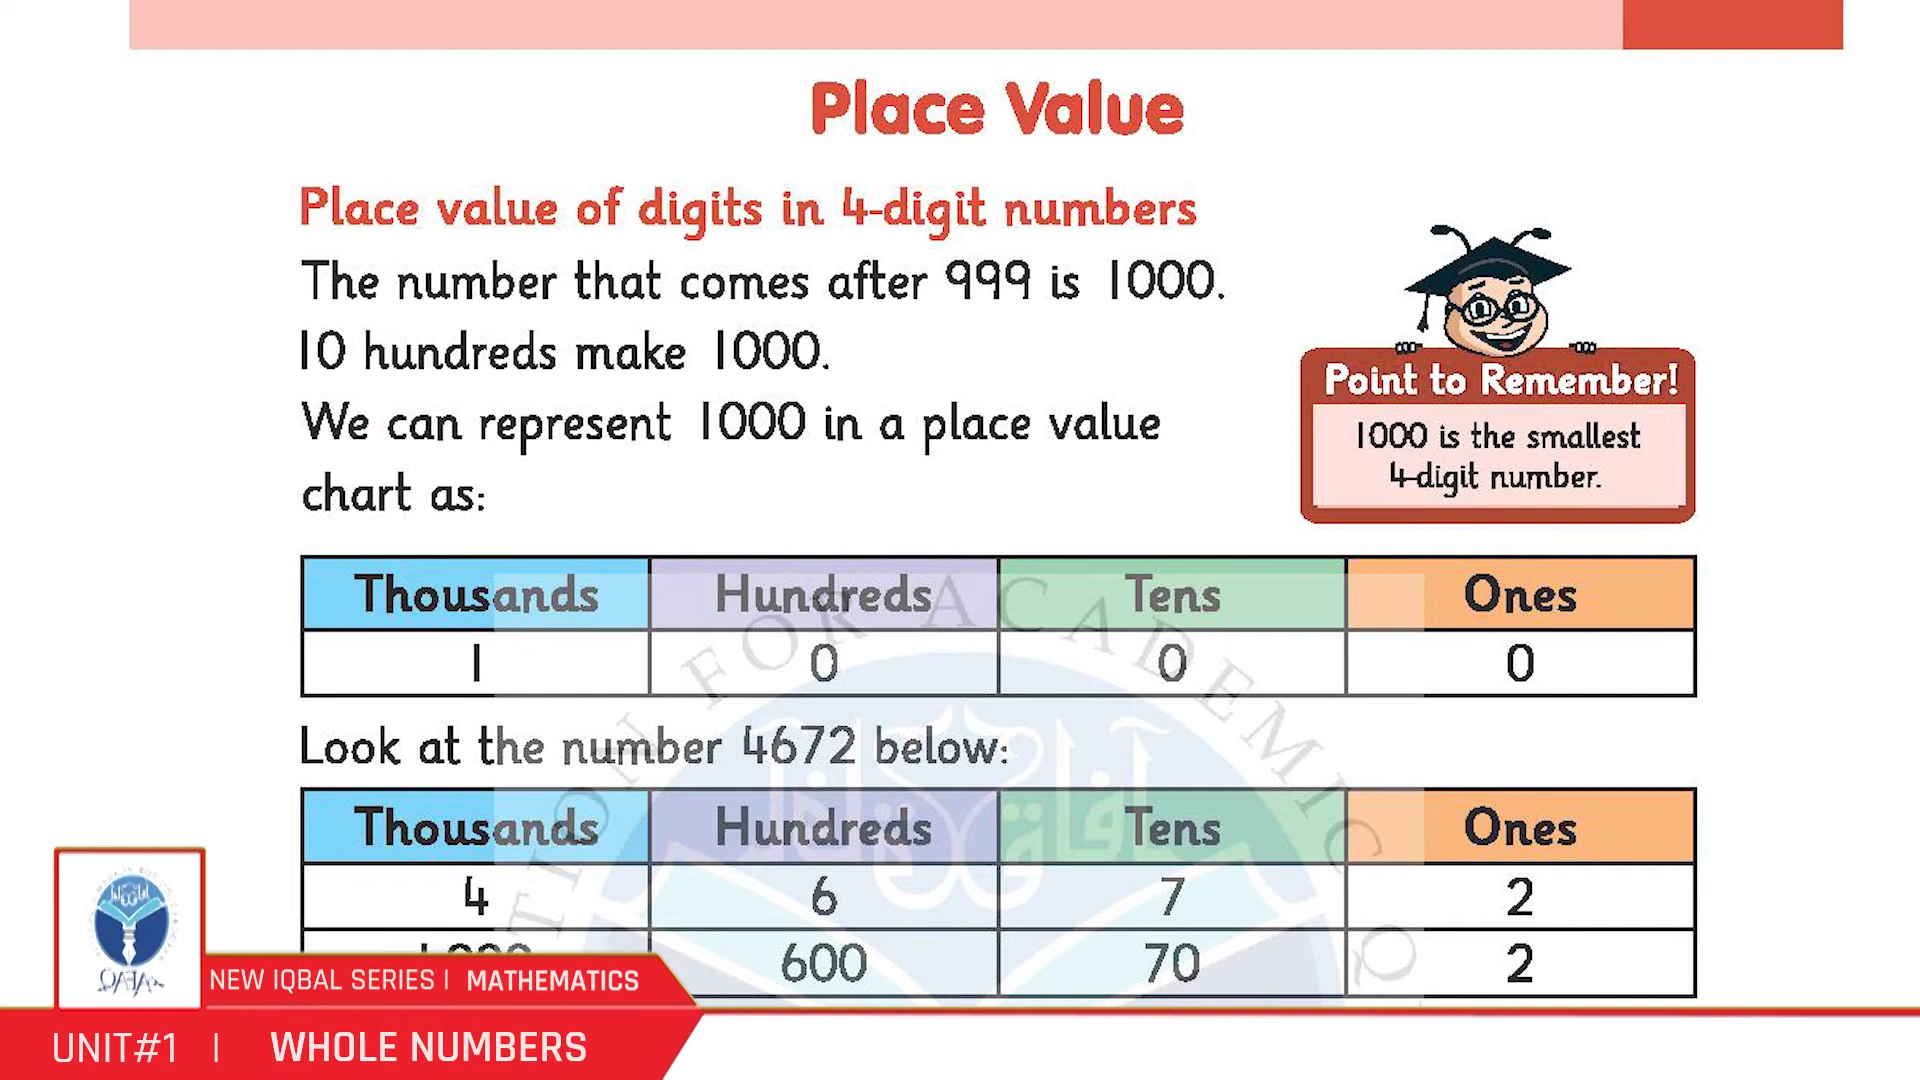 Place Value
Place value of digits in 4-digit numbers
The number that comes after 999 is 1000.
10 hundreds make 1000.
We can represent 1000 in a place value
chart as:
Point to Remember!
1000 is the smallest
4-digit number.
Thousands Hundreds Tens Ones
1 0 0 0
Look at the number 4672 below:
Thousands Hundreds Tens Ones
4 6 7 2
600 70 2
TION FOR ACADEMIC Q
NEW IQBAL SERIES | MATHEMATICS
UNIT#1 | WHOLE NUMBERS